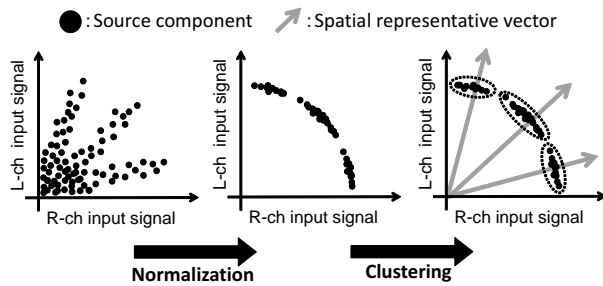 : Source component
: Spatial representative vector
L-ch input signal
R-ch input signal
L-ch input signal
R-ch input signal
L-ch input signal
R-ch input signal
Normalization
Clustering